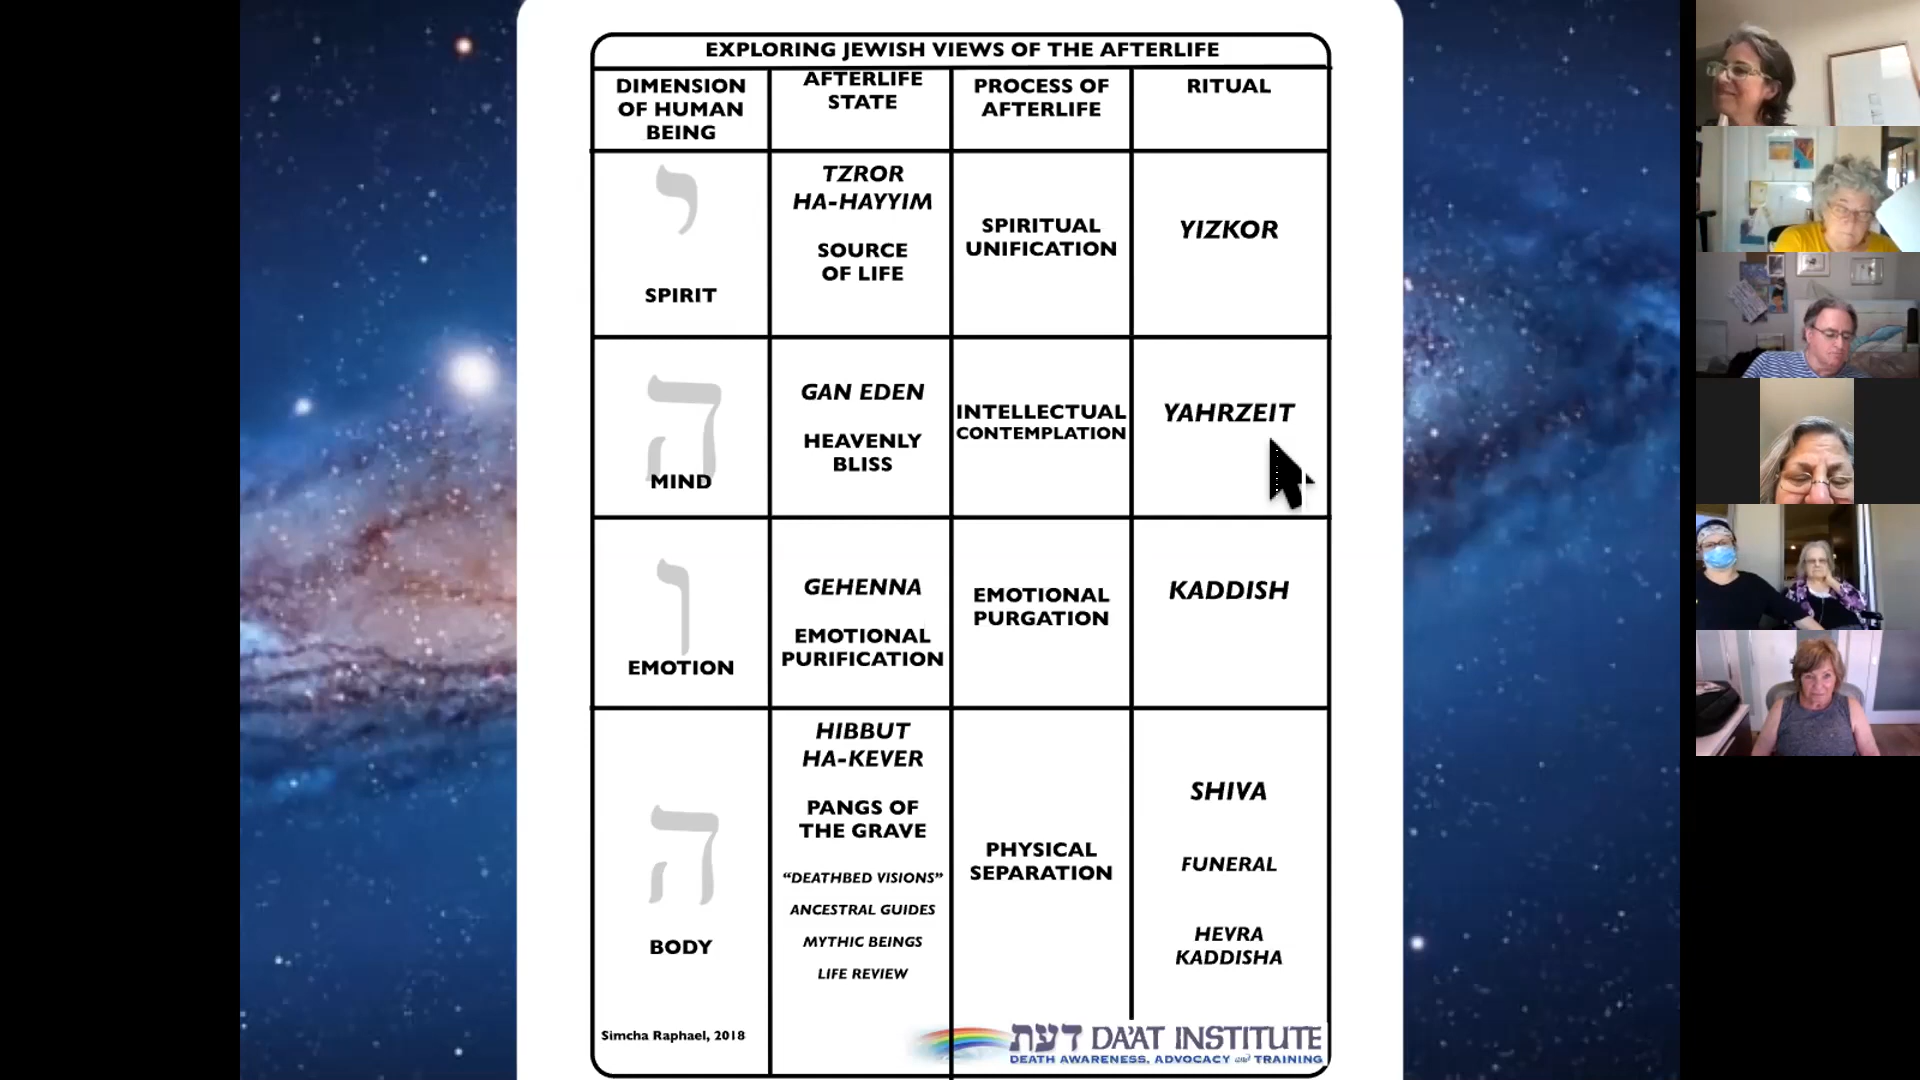 EXPLORING JEWISH VIEWS OF THE AFTERLIFE
DIMENSION
OF HUMAN
BEING
AFTERLIFE
STATE
PROCESS OF
AFTERLIFE
RITUAL
י
SPIRIT
TZROR
HA-HAYYIM
SOURCE
OF LIFE
SPIRITUAL
UNIFICATION
YIZKOR
ה
MIND
GAN EDEN
HEAVENLY
BLISS
INTELLECTUAL
CONTEMPLATION
YAHRZEIT
ו
EMOTION
GEHENNA
EMOTIONAL
PURIFICATION
EMOTIONAL
PURGATION
KADDISH
ה
BODY
HIBBUT
HA-KEVER
PANGS OF
THE GRAVE
“DEATHBED VISIONS”
ANCESTRAL GUIDES
MYTHIC BEINGS
LIFE REVIEW
PHYSICAL
SEPARATION
SHIVA
FUNERAL
HEVRA
KADDISHA
Simcha Raphael, 2018
דעת DA'AT INSTITUTE
DEATH AWARENESS, ADVOCACY and TRAINING